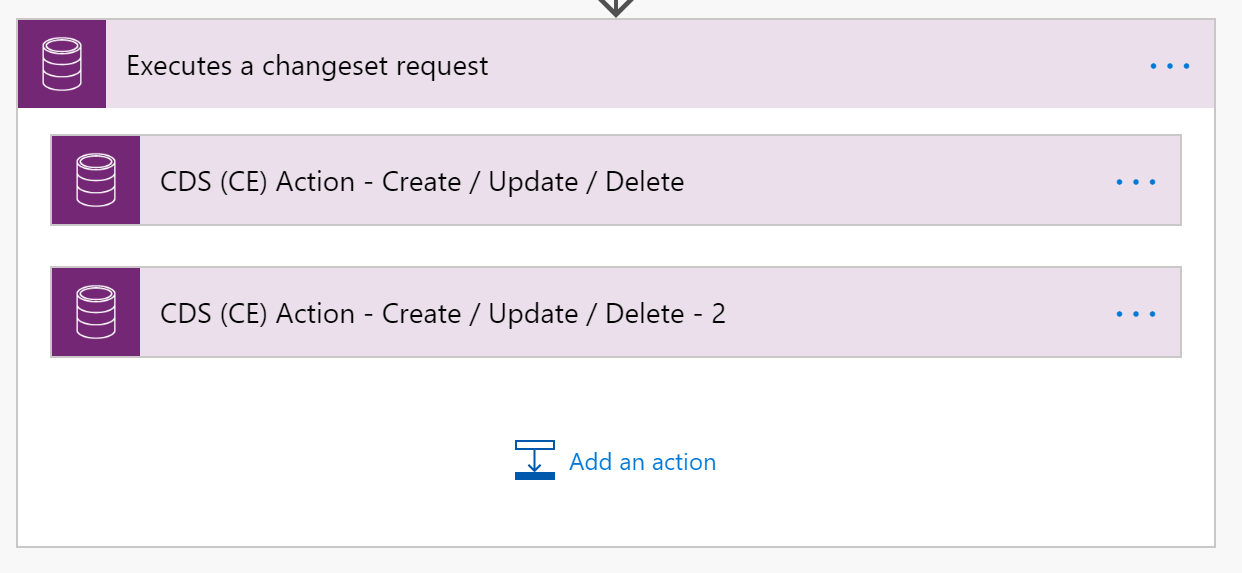 Executes a changeset request
CDS (CE) Action - Create / Update / Delete
CDS (CE) Action - Create / Update / Delete - 2
Add an action